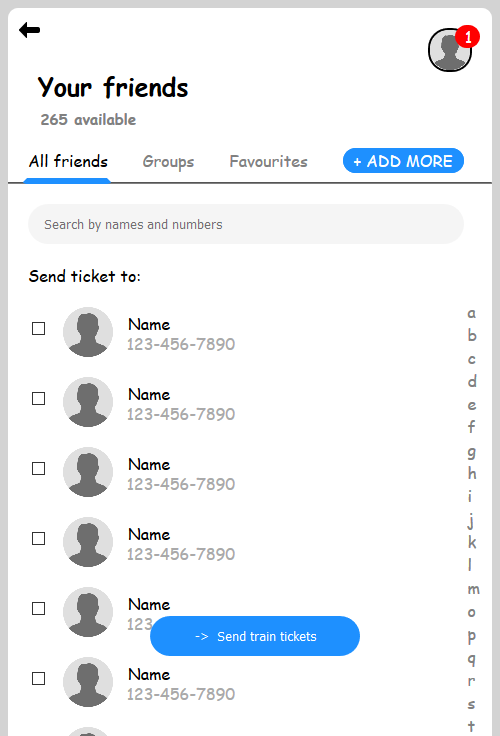 1
Your friends
265 available
All friends
Groups
Favourites
+ ADD MORE
Search by names and numbers
Send ticket to:
Name
123-456-7890
Name
123-456-7890
Name
123-456-7890
Name
123-456-7890
Name
123
-> Send train tickets
Name
123-456-7890
a
b
c
d
e
f
g
h
i
j
k
l
m
o
p
q
r
s
t